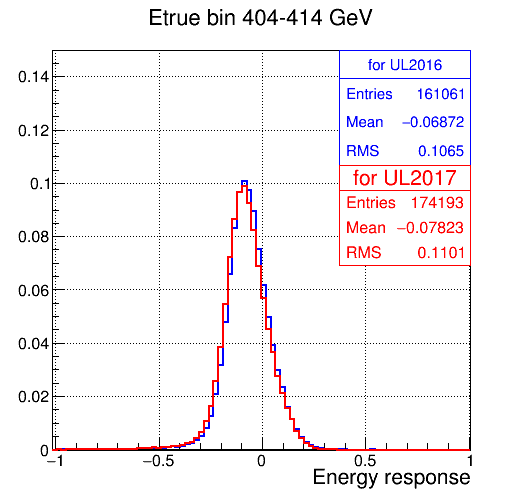 Etrue bin 404-414 GeV
for UL2016
Entries 161061
Mean −0.06872
RMS 0.1065
for UL2017
Entries 174193
Mean −0.07823
RMS 0.1101
0.14
0.12
0.1
0.08
0.06
0.04
0.02
0
−1 −0.5 0 0.5 1
Energy response